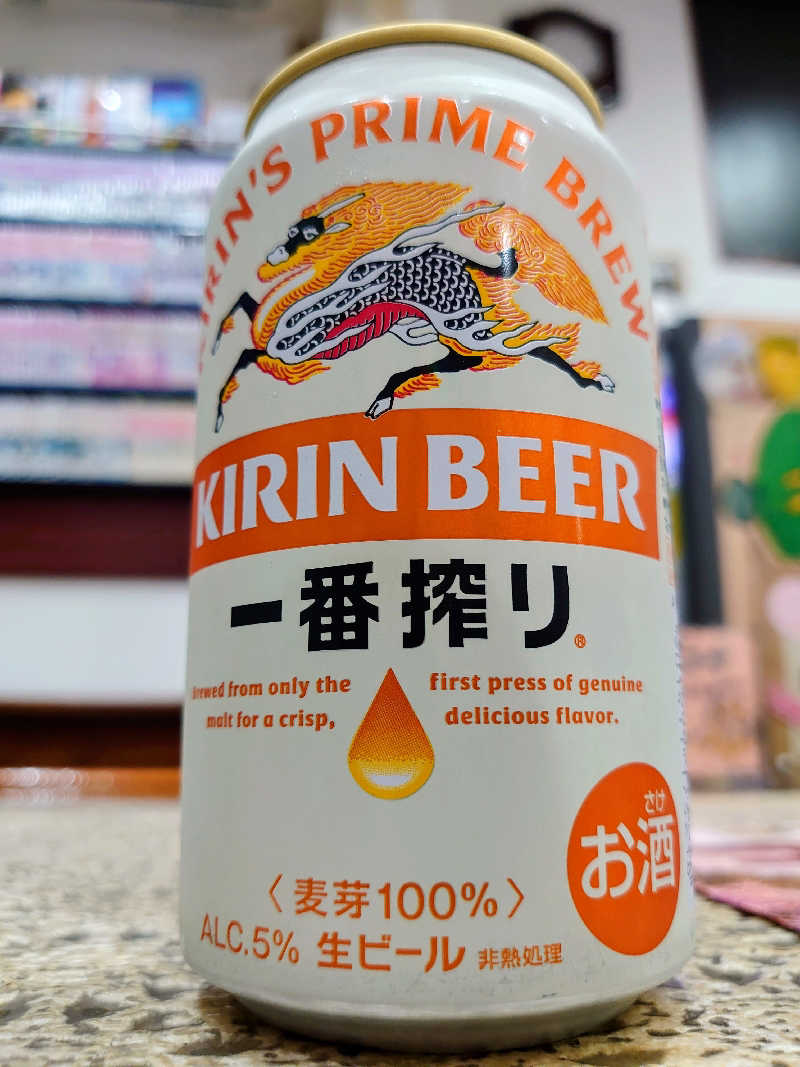 KIRIN'S PRIME BREW
KIRIN BEER
一番搾り®
Brewed from only the first press of genuine
malt for a crisp, delicious flavor.
さけ
お酒
〈麦芽100%〉
ALC.5% 生ビール 非熱処理